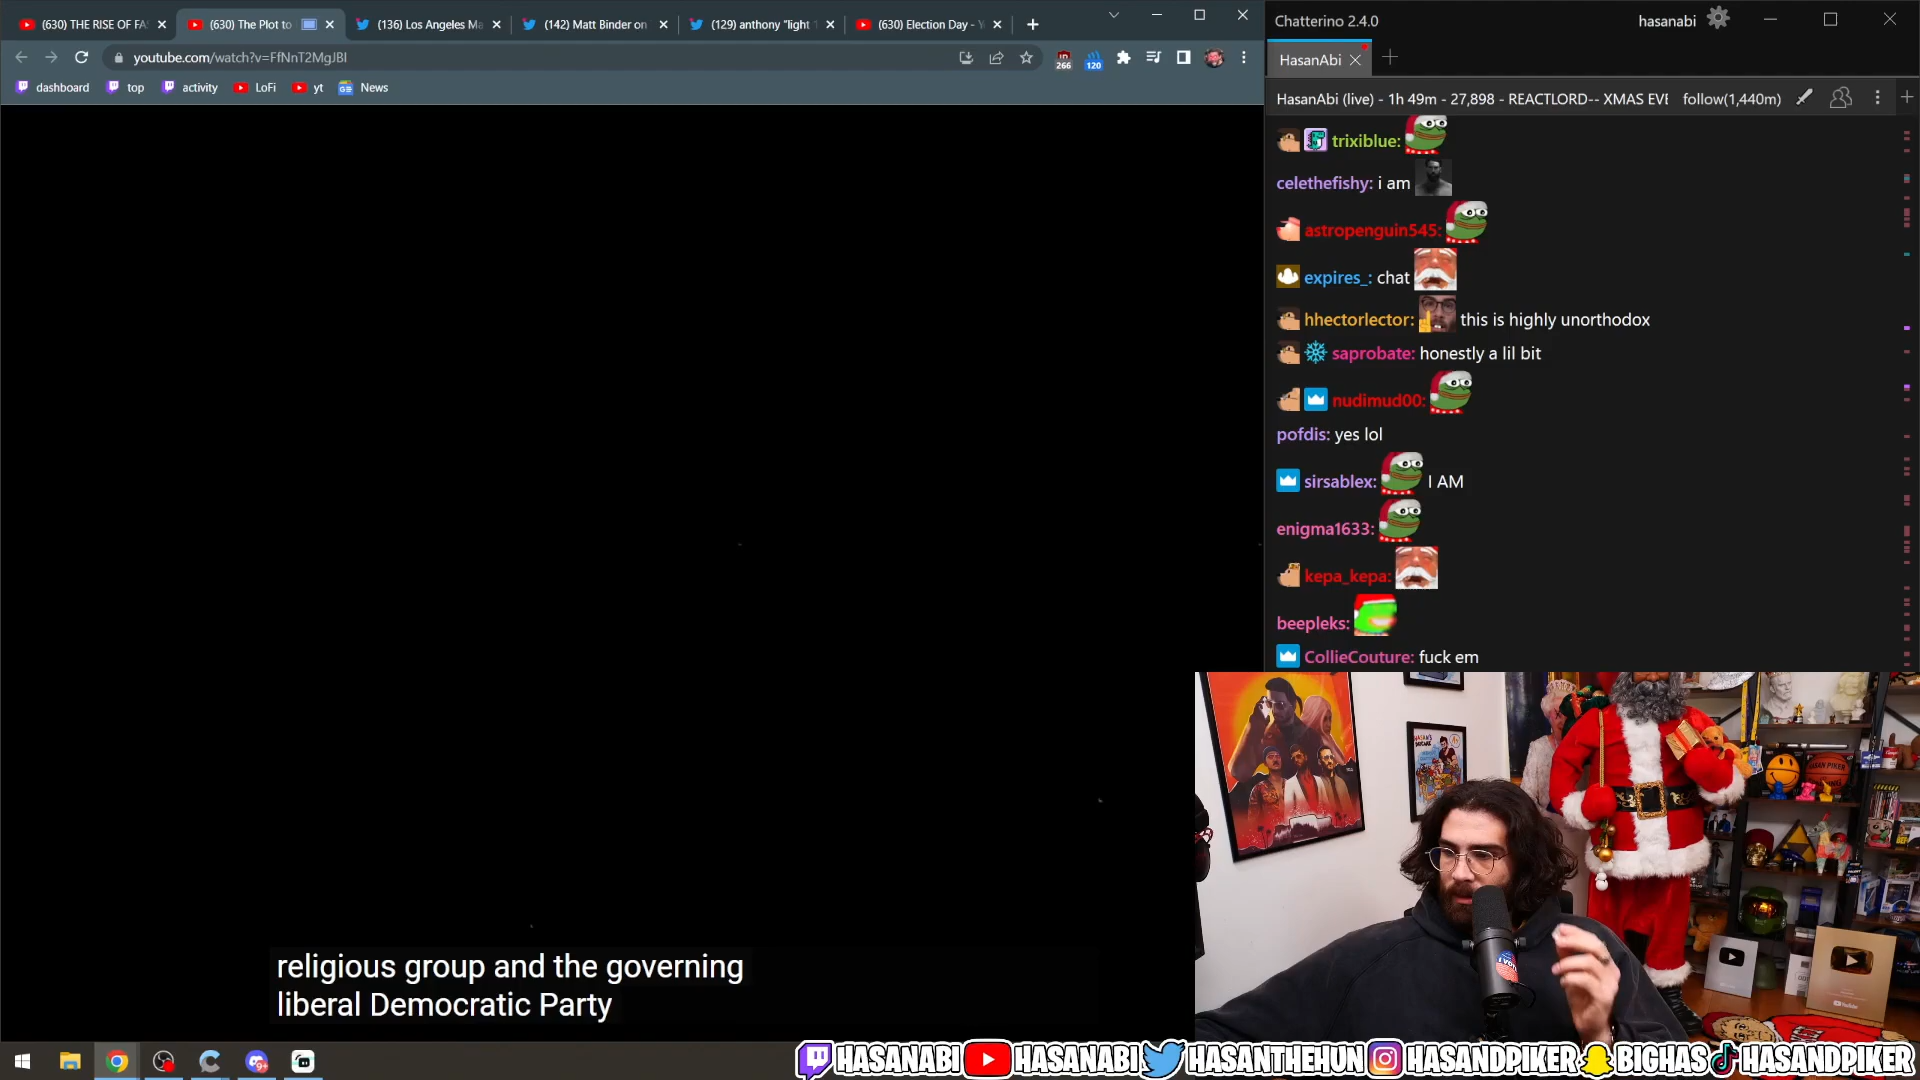 (630) THE RISE OF FA
(630) The Plot to
(136) Los Angeles Ma
(142) Matt Binder on
(129) anthony "light
(630) Election Day - Y
youtube.com/watch?v=FfNnT2MgJBI
266
120
dashboard
top
activity
LoFi
yt
News
religious group and the governing
liberal Democratic Party
Chatterino 2.4.0
hasanabi
HasanAbi
HasanAbi (live) - 1h 49m - 27,898 - REACTLORD-- XMAS EVE
follow(1,440m)
trixiblue:
celethefishy: i am
astropenguin545:
expires_: chat
hhectorlector: this is highly unorthodox
saprobate: honestly a lil bit
nudimud00:
pofdis: yes lol
sirsablex: I AM
enigma1633:
kepa_kepa:
beepleks:
CollieCouture: fuck em
HASANABI HASANABI HASANTHEHUN HASANDPIKER BIGHAS HASANDPIKER